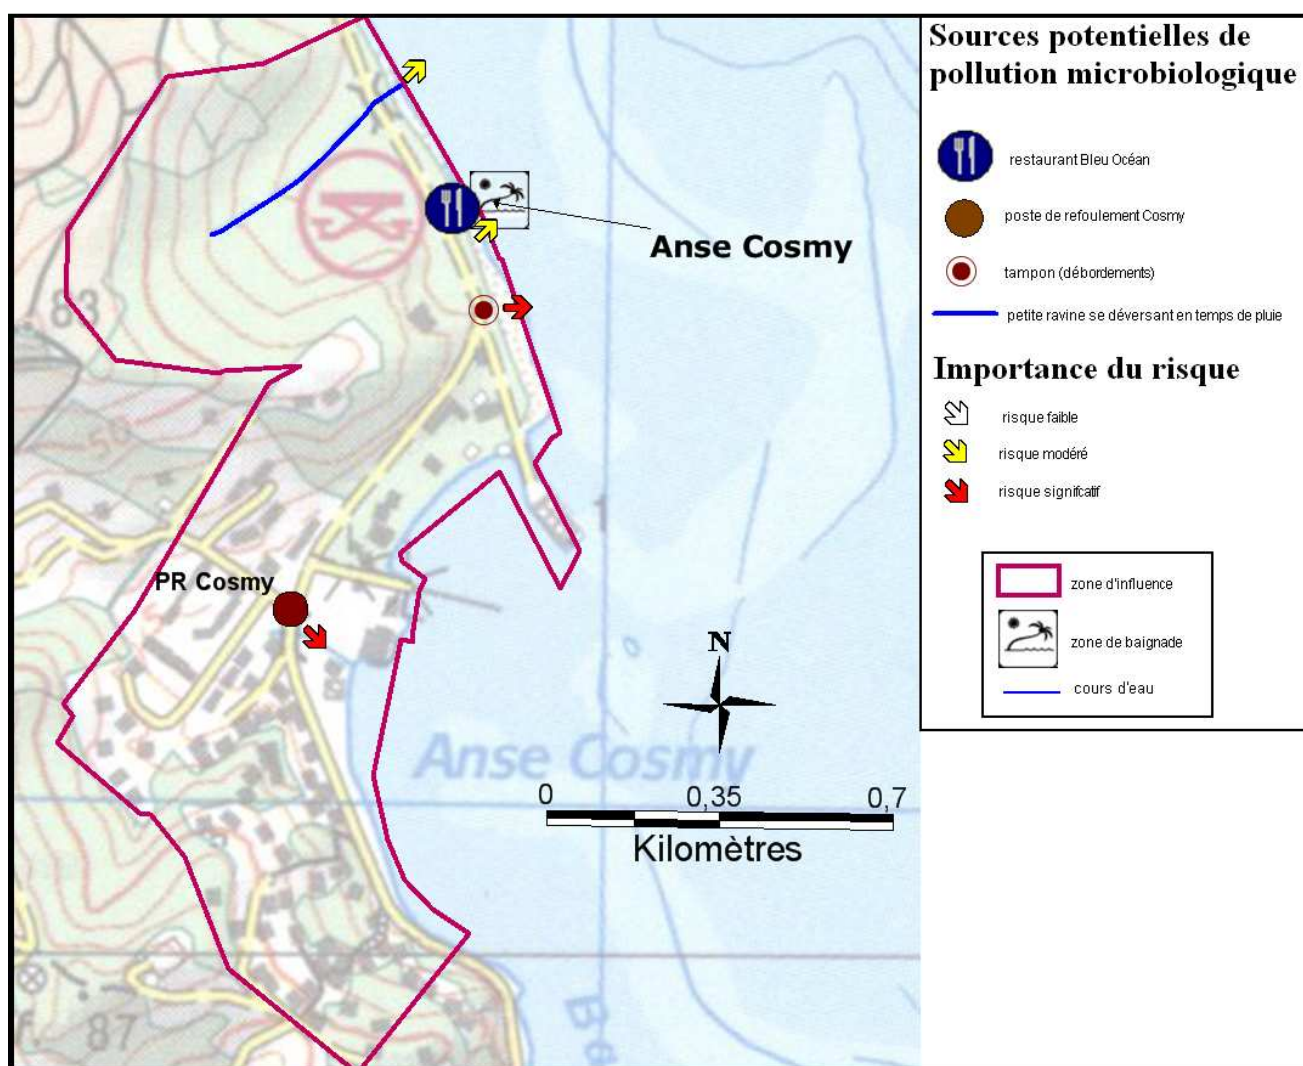 Sources potentielles de
pollution microbiologique
restaurant Bleu Océan
poste de refoulement Cosmy
tampon (débordements)
petite ravine se déversant en temps de pluie
Importance du risque
risque faible
risque modéré
risque signifcatif
zone d'influence
zone de baignade
cours d'eau
Anse Cosmy
83
50
1
PR Cosmy
N
Anse Cosmy
0 0,35 0,7
Kilomètres
87
Ba